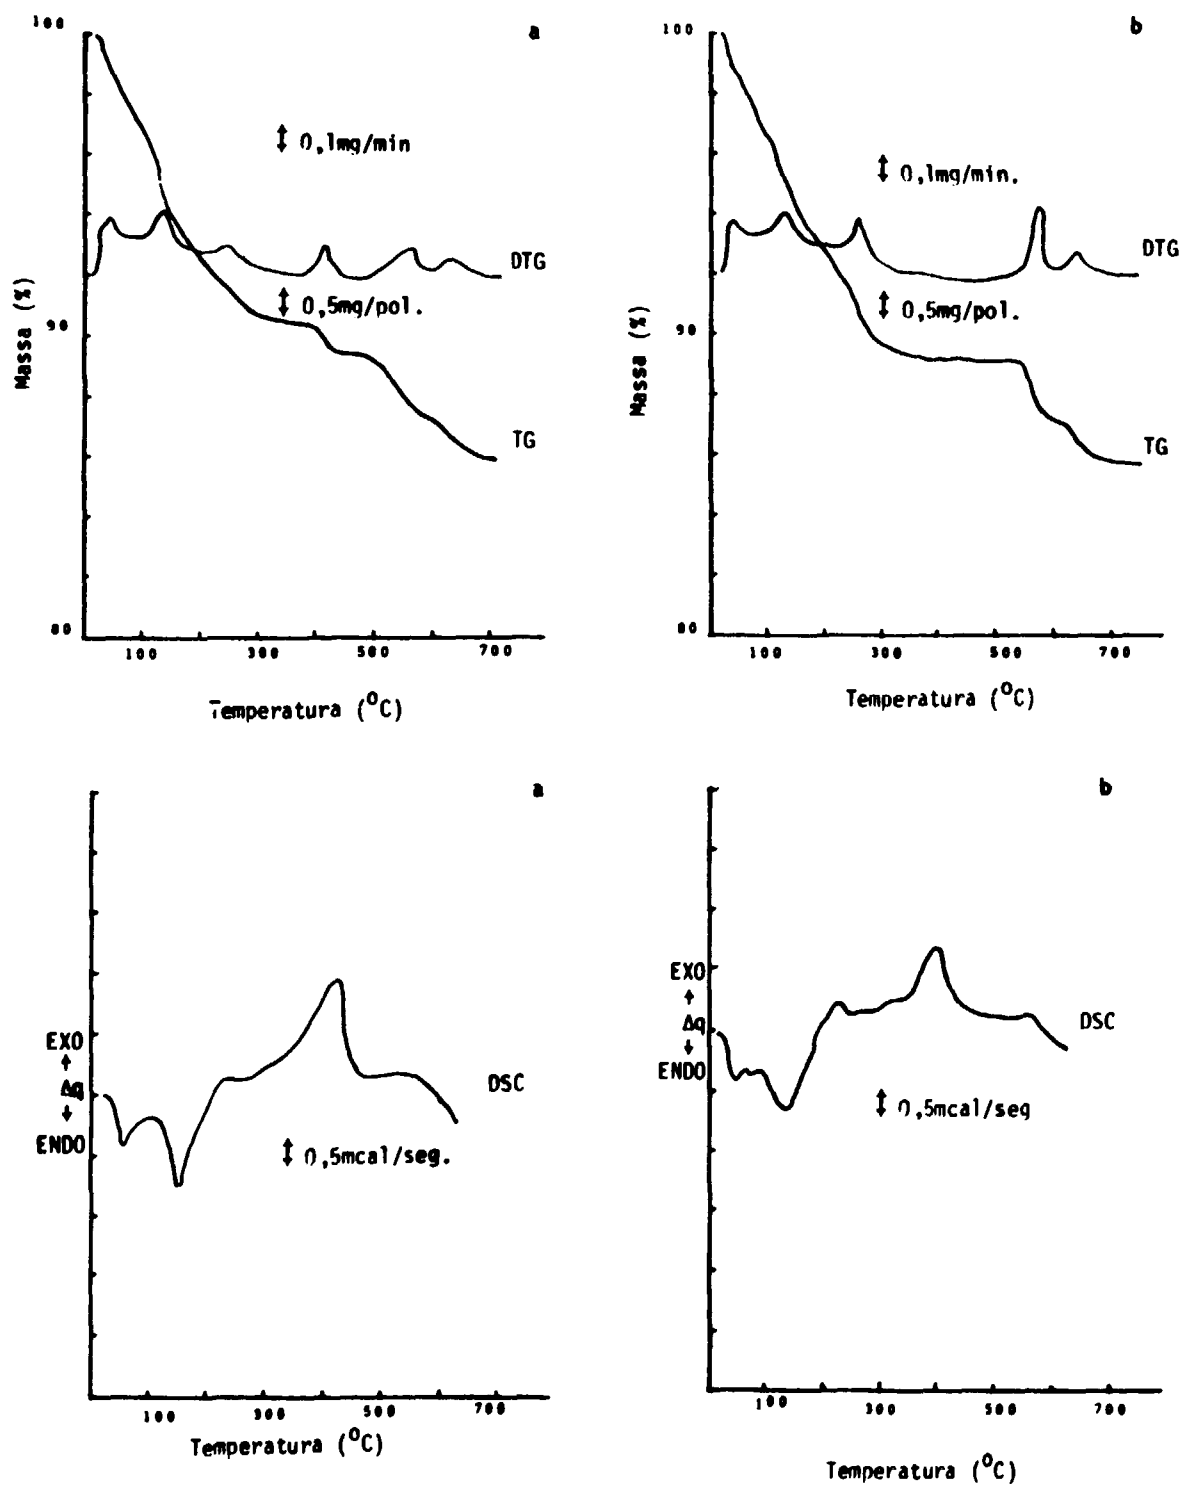 100
a
0,1mg/min
DTG
0,5mg/pol.
90
Massa (%)
TG
80
100 300 500 700
Temperatura (°C)
100
b
0,1mg/min.
DTG
0,5mg/pol.
90
Massa (%)
TG
80
100 300 500 700
Temperatura (°C)
a
EXO
Δq
ENDO
DSC
0,5mcal/seg.
100 300 500 700
Temperatura (°C)
b
EXO
Δq
ENDO
DSC
0,5mcal/seg
100 300 500 700
Temperatura (°C)